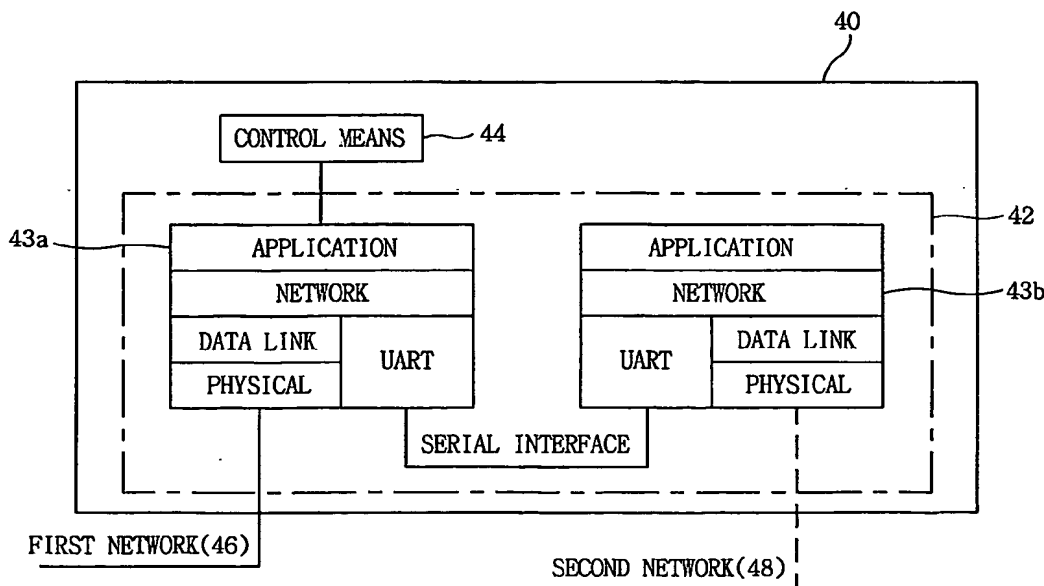 40
CONTROL MEANS
44
42
43a
APPLICATION
APPLICATION
NETWORK
NETWORK
43b
DATA LINK
UART
UART
DATA LINK
PHYSICAL
PHYSICAL
SERIAL INTERFACE
FIRST NETWORK(46)
SECOND NETWORK(48)